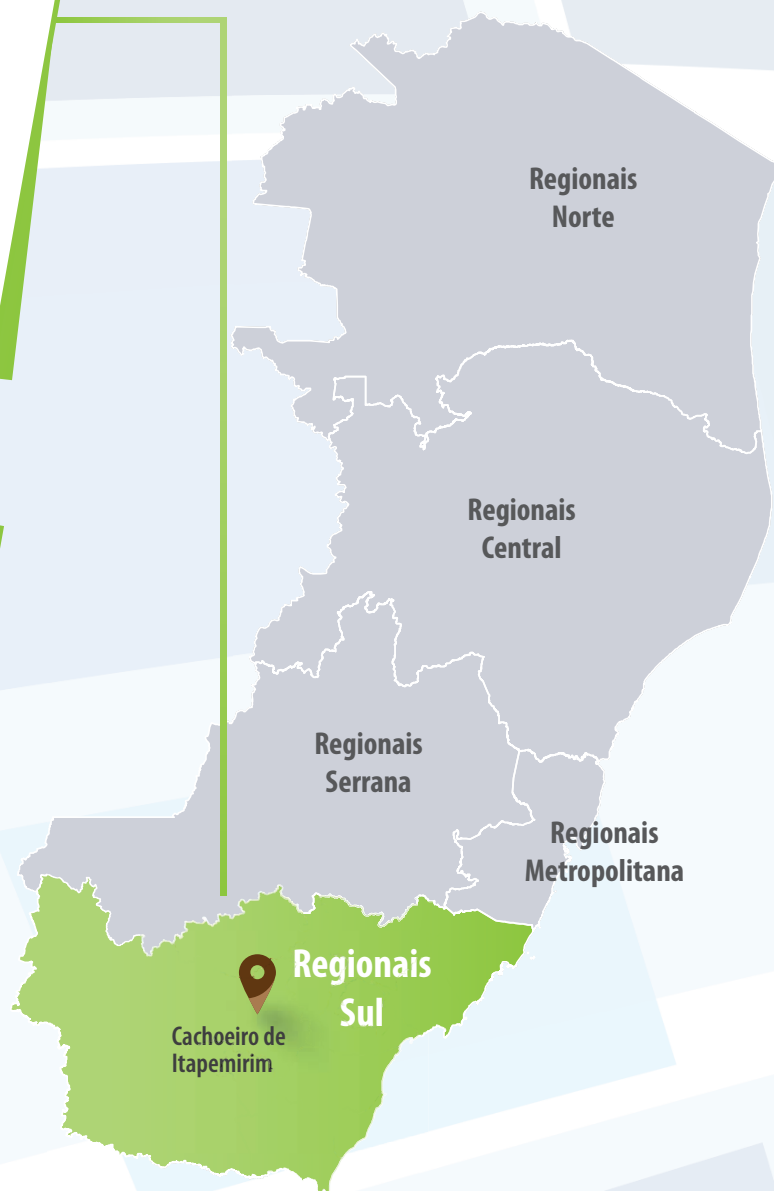 Regionais
Norte
Regionais
Central
Regionais
Serrana
Regionais
Metropolitana
Regionais
Sul
Cachoeiro de
Itapemirim